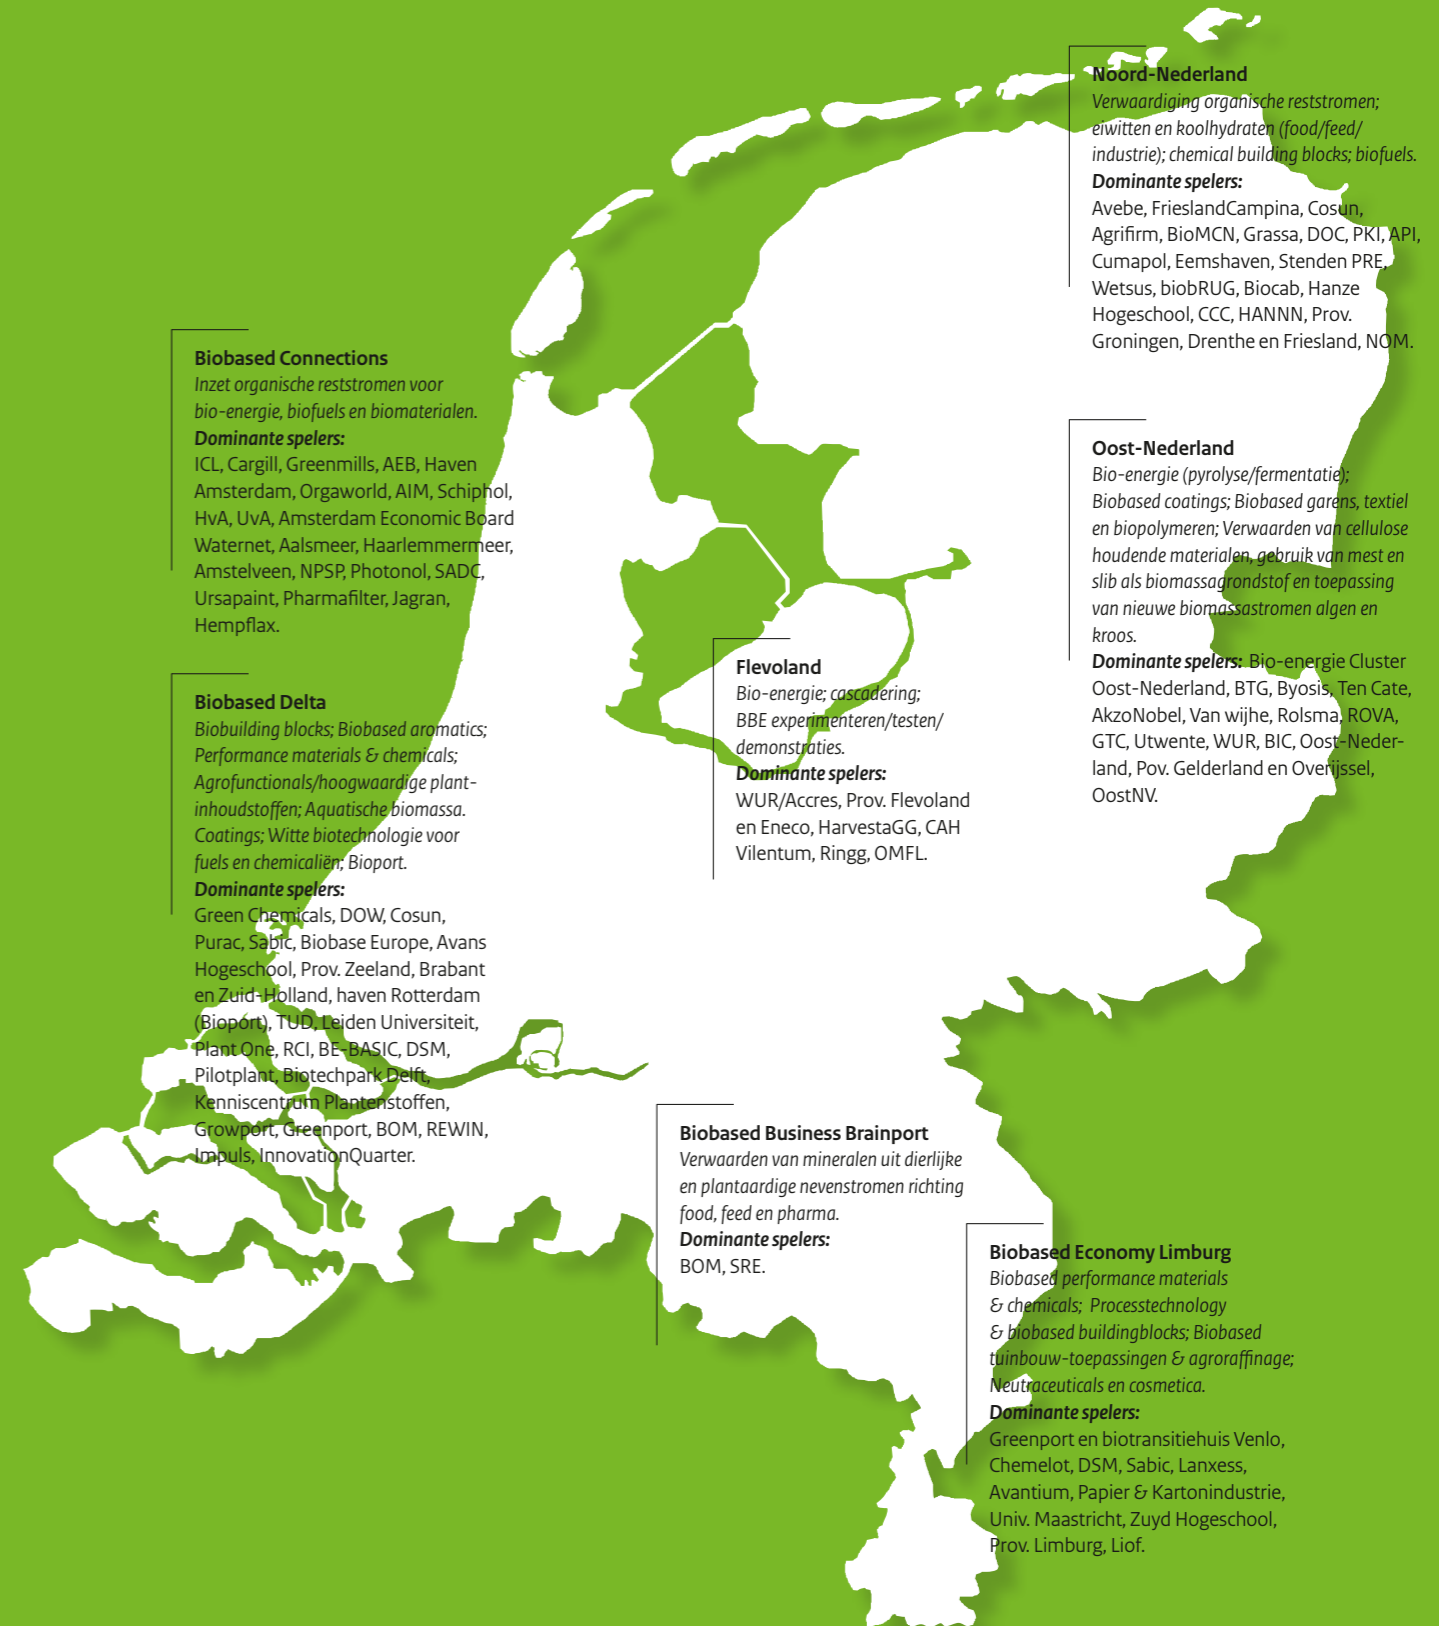 Noord-Nederland
Verwaardiging organische reststromen;
eiwitten en koolhydraten (food/feed/
industrie); chemical building blocks; biofuels.
Dominante spelers:
Avebe, FrieslandCampina, Cosun,
Agrifirm, BioMCN, Grassa, DOC, PKI, API,
Cumapol, Eemshaven, Stenden PRE,
Wetsus, biobRUG, Biocab, Hanze
Hogeschool, CCC, HANNN, Prov.
Groningen, Drenthe en Friesland, NOM.
Biobased Connections
Inzet organische reststromen voor
bio-energie, biofuels en biomaterialen.
Dominante spelers:
ICL, Cargill, Greenmills, AEB, Haven
Amsterdam, Orgaworld, AIM, Schiphol,
HvA, UvA, Amsterdam Economic Board
Waternet, Aalsmeer, Haarlemmermeer,
Amstelveen, NPSP, Photonol, SADC,
Ursapaint, Pharmafilter, Jagran,
Hempflax.
Oost-Nederland
Bio-energie (pyrolyse/fermentatie);
Biobased coatings; Biobased garens, textiel
en biopolymeren; Verwaarden van cellulose
houdende materialen, gebruik van mest en
slib als biomassagrondstof en toepassing
van nieuwe biomassastromen algen en
kroos.
Dominante spelers: Bio-energie Cluster
Oost-Nederland, BTG, Byosis, Ten Cate,
AkzoNobel, Van wijhe, Rolsma, ROVA,
GTC, Utwente, WUR, BIC, Oost-Neder-
land, Pov. Gelderland en Overijssel,
OostNV.
Flevoland
Bio-energie; cascadering;
BBE experimenteren/testen/
demonstraties.
Dominante spelers:
WUR/Accres, Prov. Flevoland
en Eneco, HarvestaGG, CAH
Vilentum, Ringg, OMFL.
Biobased Delta
Biobuilding blocks; Biobased aromatics;
Performance materials & chemicals;
Agrofunctionals/hoogwaardige plant-
inhoudstoffen; Aquatische biomassa.
Coatings; Witte biotechnologie voor
fuels en chemicaliën; Bioport.
Dominante spelers:
Green Chemicals, DOW, Cosun,
Purac, Sabic, Biobase Europe, Avans
Hogeschool, Prov. Zeeland, Brabant
en Zuid-Holland, haven Rotterdam
(Bioport), TUD, Leiden Universiteit,
Plant One, RCI, BE-BASIC, DSM,
Pilotplant, Biotechpark Delft,
Kenniscentrum Plantenstoffen,
Growport, Greenport, BOM, REWIN,
Impuls, InnovationQuarter.
Biobased Business Brainport
Verwaarden van mineralen uit dierlijke
en plantaardige nevenstromen richting
food, feed en pharma.
Dominante spelers:
BOM, SRE.
Biobased Economy Limburg
Biobased performance materials
& chemicals; Processtechnology
& biobased buildingblocks; Biobased
tuinbouw-toepassingen & agroraffinage;
Neutraceuticals en cosmetica.
Dominante spelers:
Greenport en biotransitiehuis Venlo,
Chemelot, DSM, Sabic, Lanxess,
Avantium, Papier & Kartonindustrie,
Univ. Maastricht, Zuyd Hogeschool,
Prov. Limburg, Liof.